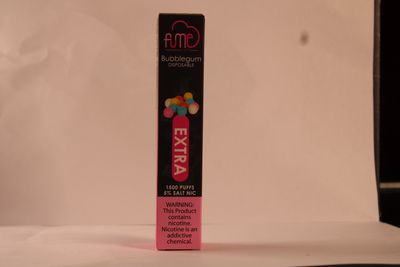 FUME
Bubblegum
DISPOSABLE
EXTRA
1500 PUFFS
5% SALT NIC
WARNING:
This Product
contains
nicotine.
Nicotine is an
addictive
chemical.